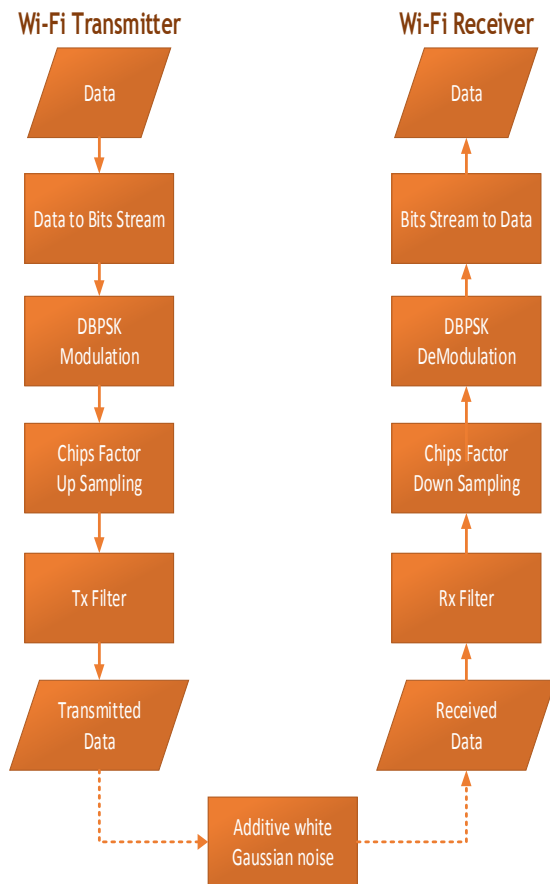 Wi-Fi Transmitter
Data
Data to Bits Stream
DBPSK
Modulation
Chips Factor
Up Sampling
Tx Filter
Transmitted
Data
Wi-Fi Receiver
Data
Bits Stream to Data
DBPSK
DeModulation
Chips Factor
Down Sampling
Rx Filter
Received
Data
Additive white
Gaussian noise